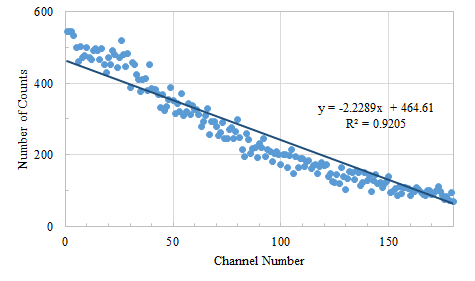 600
400
200
0
Number of Counts
y = -2.2289x + 464.61
R² = 0.9205
0 50 100 150
Channel Number